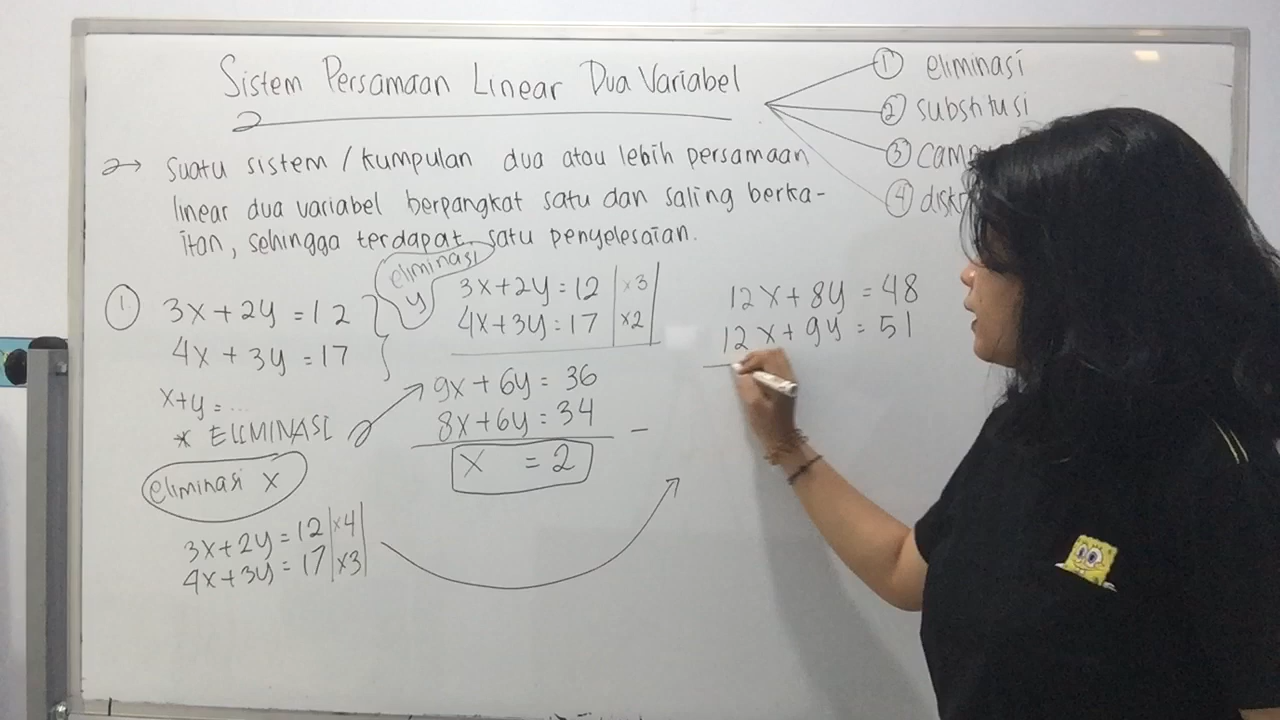 Sistem Persamaan Linear Dua Variabel
① eliminasi
② substitusi
③
④
→ Suatu sistem / kumpulan dua atau lebih persamaan
linear dua variabel berpangkat satu dan saling berka-
itan, sehingga terdapat satu penyelesaian.
① 3x + 2y = 12
4x + 3y = 17
x+y = ...
* ELIMINASI
eliminasi x
3x+2y = 12 | x4 |
4x+3y = 17 | x3 |
eliminasi
y
3x+2y = 12 | x3 |
4x+3y = 17 | x2 |
9x + 6y = 36
8x + 6y = 34
–
x = 2
12x + 8y = 48
12x + 9y = 51